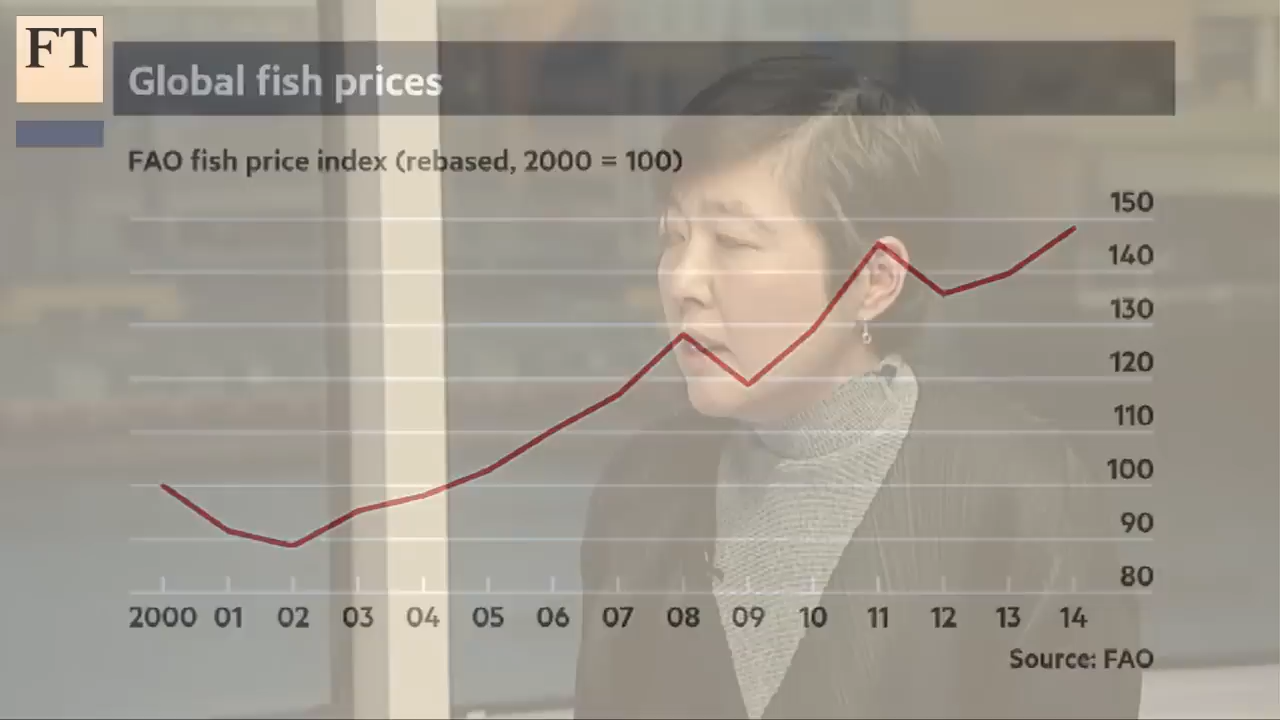 FT
Global fish prices
FAO fish price index (rebased, 2000 = 100)
150
140
130
120
110
100
90
80
2000 01 02 03 04 05 06 07 08 09 10 11 12 13 14
Source: FAO